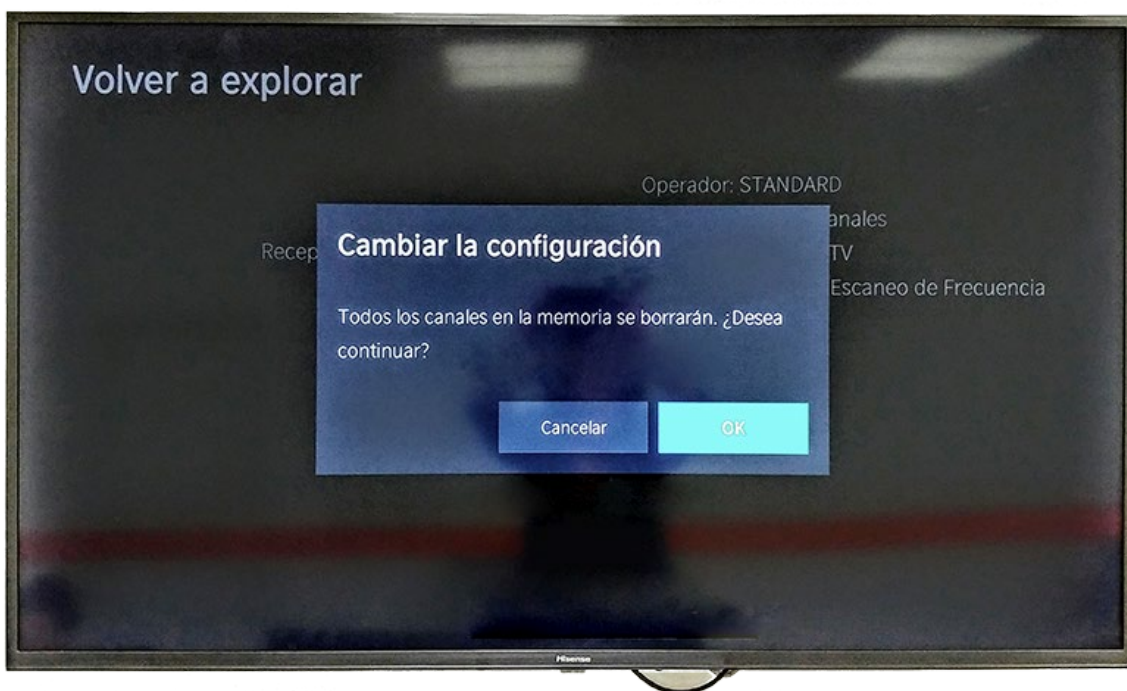 Volver a explorar
Operador: STANDARD
anales
Recep
TV
Escaneo de Frecuencia
Cambiar la configuración
Todos los canales en la memoria se borrarán. ¿Desea
continuar?
Cancelar
OK
Hisense